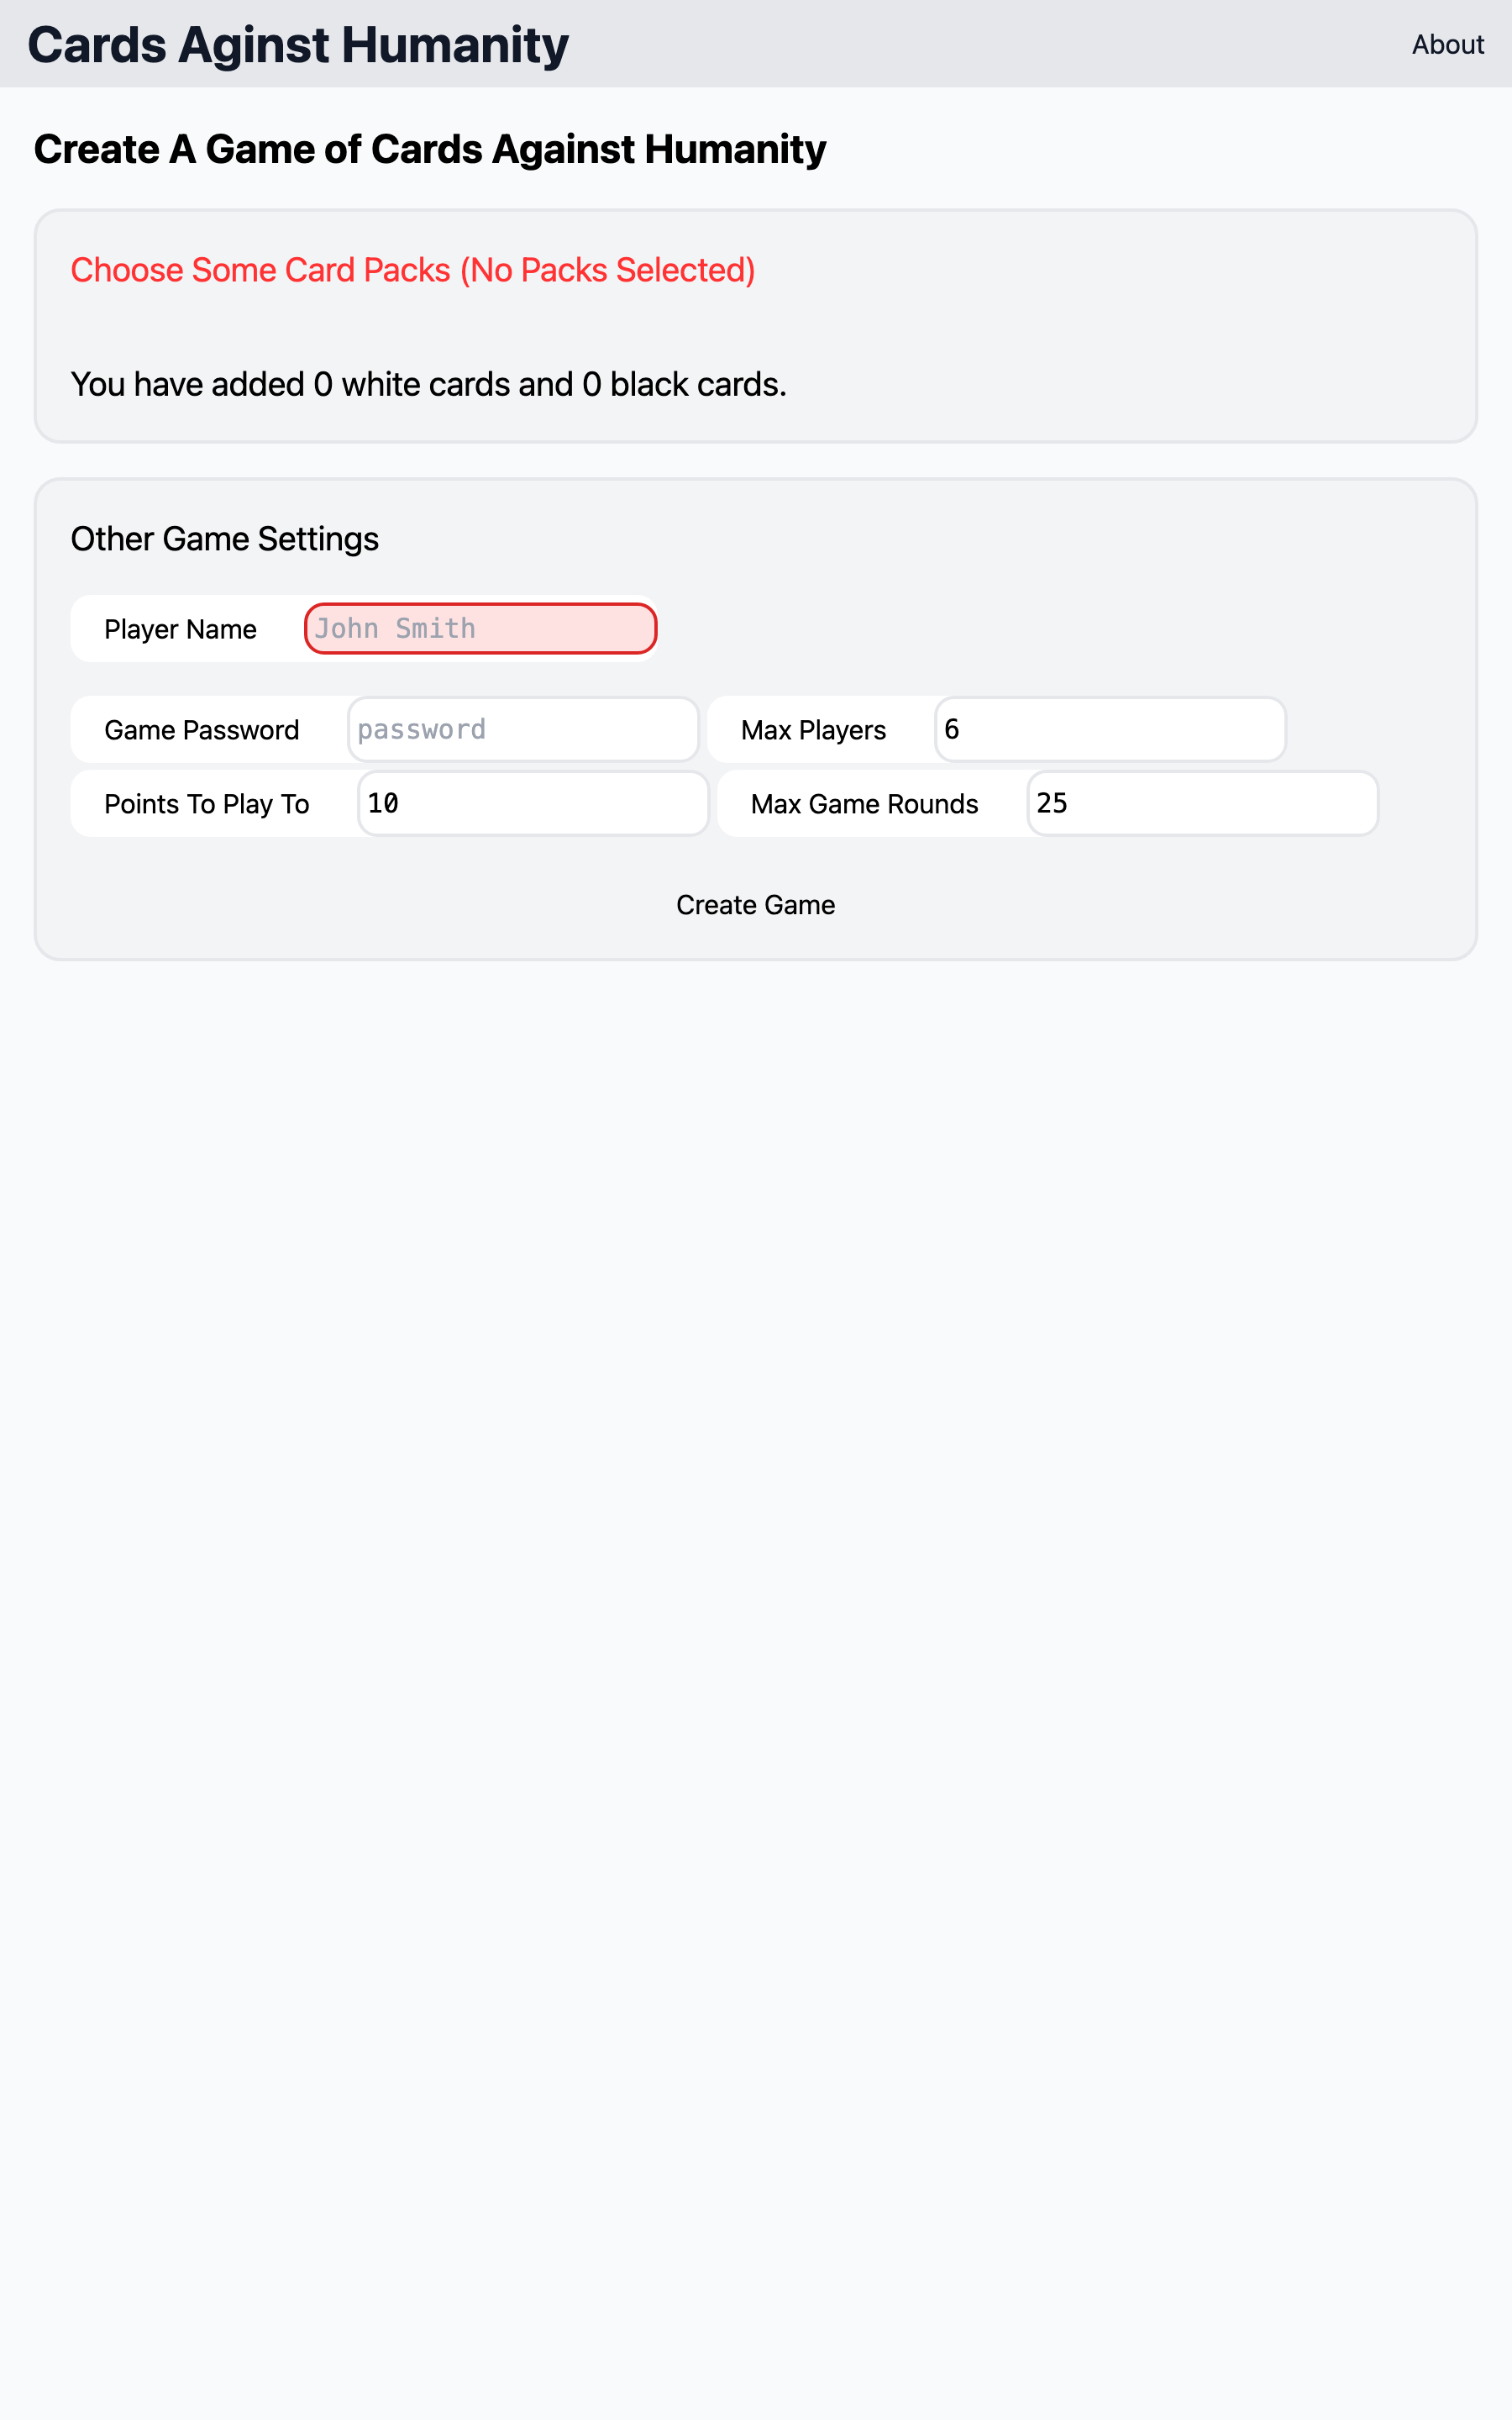 Cards Aginst Humanity
About
Create A Game of Cards Against Humanity
Choose Some Card Packs (No Packs Selected)
You have added 0 white cards and 0 black cards.
Other Game Settings
Player Name John Smith
Game Password password Max Players 6
Points To Play To 10 Max Game Rounds 25
Create Game